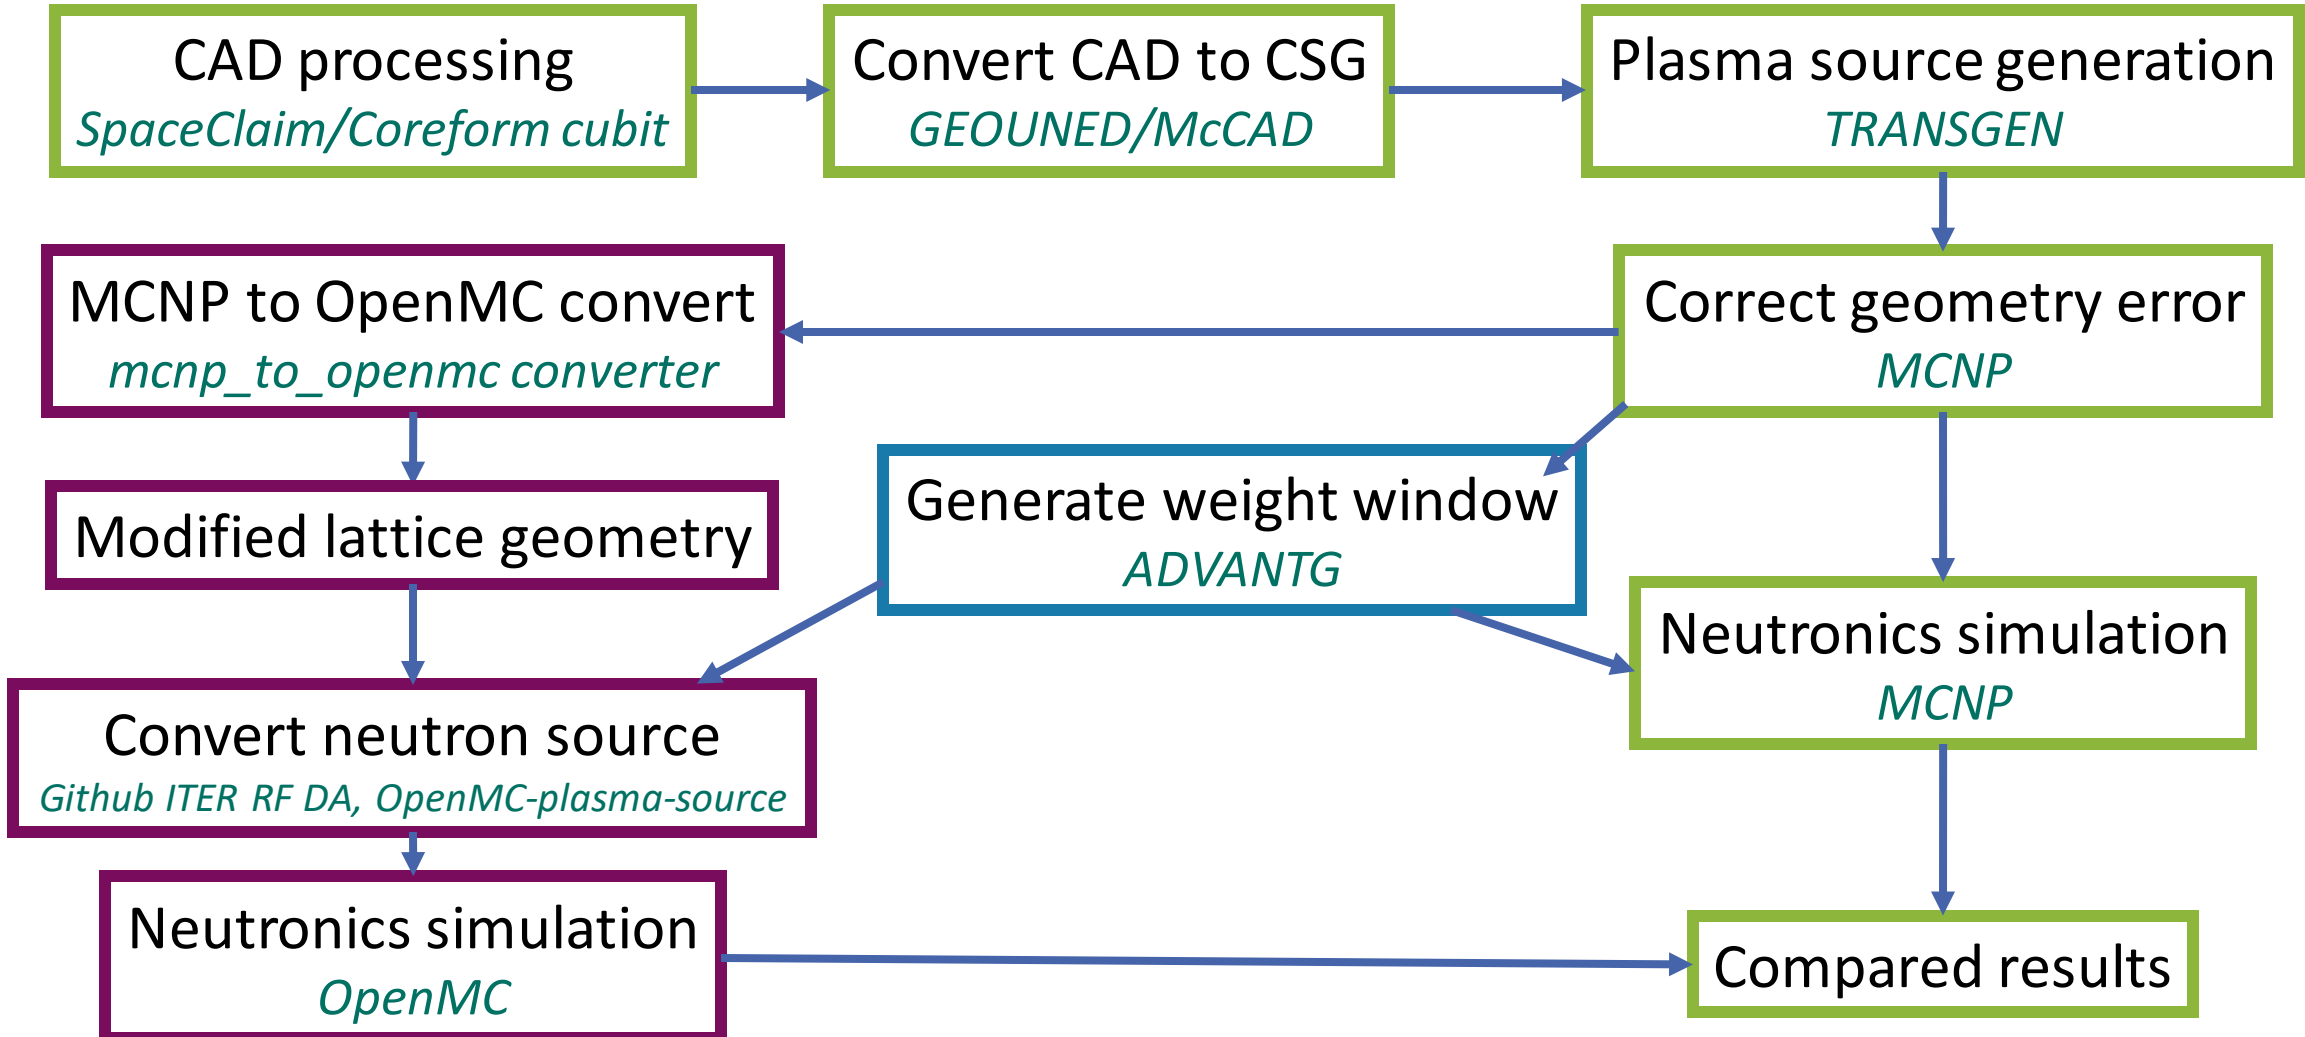 CAD processing
SpaceClaim/Coreform cubit
Convert CAD to CSG
GEOUNED/McCAD
Plasma source generation
TRANSGEN
MCNP to OpenMC convert
mcnp_to_openmc converter
Correct geometry error
MCNP
Modified lattice geometry
Generate weight window
ADVANTG
Neutronics simulation
MCNP
Convert neutron source
Github ITER RF DA, OpenMC-plasma-source
Neutronics simulation
OpenMC
Compared results